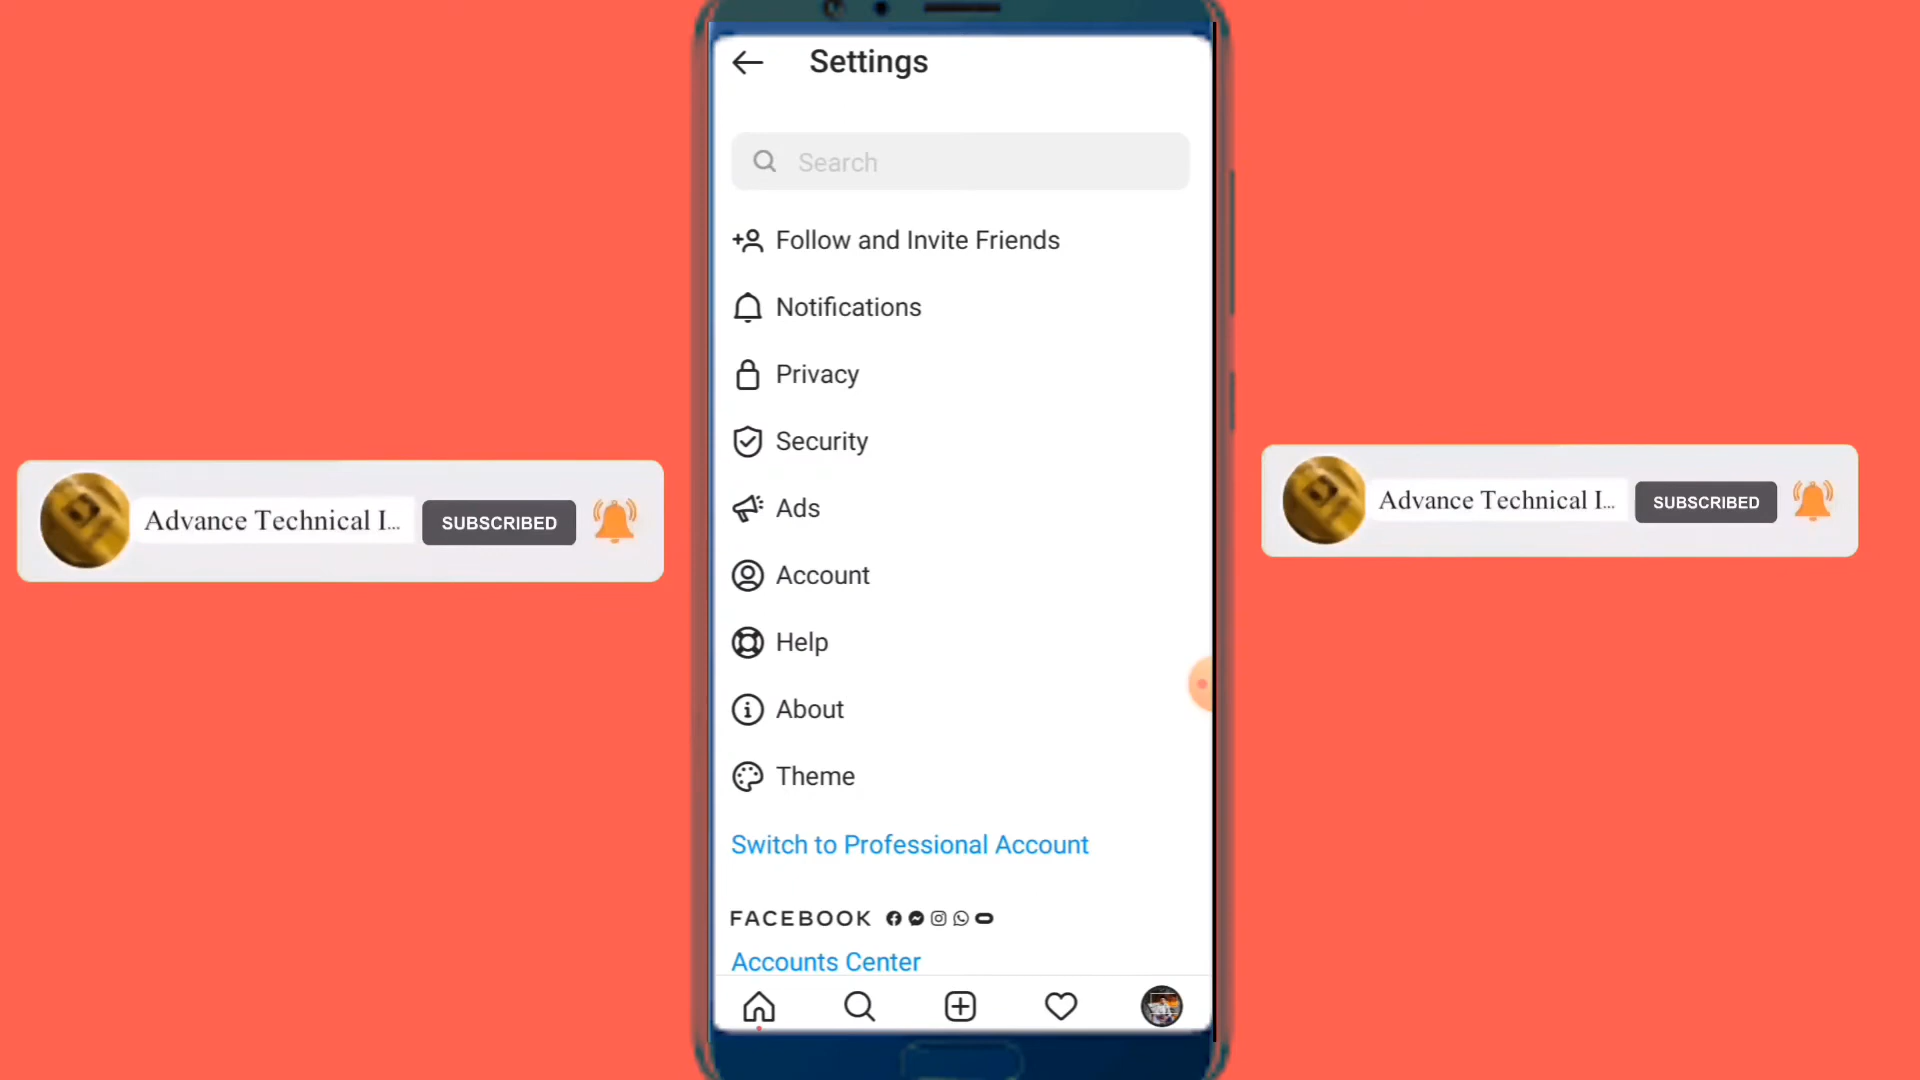 Settings
Search
Follow and Invite Friends
Notifications
Privacy
Security
Ads
Account
Help
About
Theme
Switch to Professional Account
FACEBOOK
Accounts Center
Advance Technical I...
SUBSCRIBED
Advance Technical I...
SUBSCRIBED